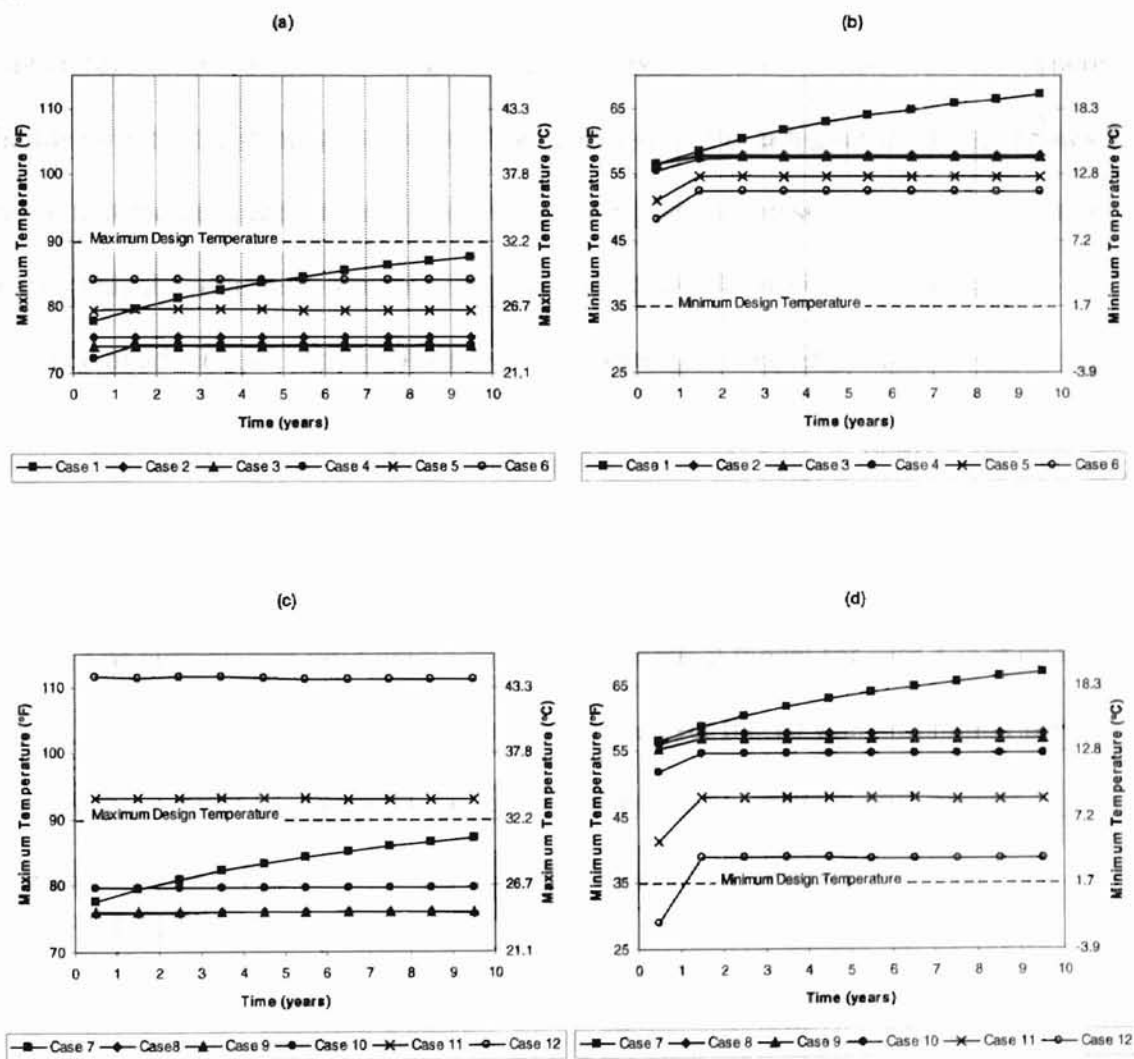 (a)
Maximum Temperature (ºF)
110
100
90
80
70
43.3
37.8
32.2
26.7
21.1
Maximum Temperature (ºC)
Maximum Design Temperature
0 1 2 3 4 5 6 7 8 9 10
Time (years)
Case 1 Case 2 Case 3 Case 4 Case 5 Case 6
(b)
Minimum Temperature (ºF)
65
55
45
35
25
18.3
12.8
7.2
1.7
-3.9
Minimum Temperature (ºC)
Minimum Design Temperature
0 1 2 3 4 5 6 7 8 9 10
Time (years)
Case 1 Case 2 Case 3 Case 4 Case 5 Case 6
(c)
Maximum Temperature (ºF)
110
100
90
80
70
43.3
37.8
32.2
26.7
21.1
Maximum Temperature (ºC)
Maximum Design Temperature
0 1 2 3 4 5 6 7 8 9 10
Time (years)
Case 7 Case8 Case 9 Case 10 Case 11 Case 12
(d)
Minimum Temperature (ºF)
65
55
45
35
25
18.3
12.8
7.2
1.7
-3.9
Minimum Temperature (ºC)
Minimum Design Temperature
0 1 2 3 4 5 6 7 8 9 10
Time (years)
Case 7 Case 8 Case 9 Case 10 Case 11 Case 12